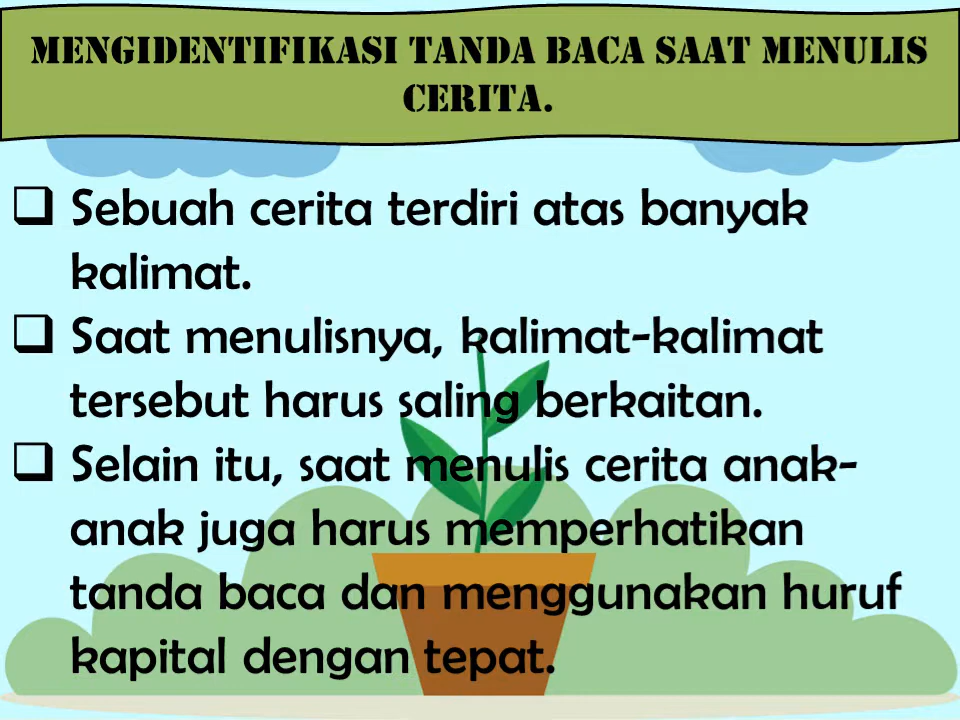 MENGIDENTIFIKASI TANDA BACA SAAT MENULIS
CERITA.
Sebuah cerita terdiri atas banyak
kalimat.
Saat menulisnya, kalimat-kalimat
tersebut harus saling berkaitan.
Selain itu, saat menulis cerita anak-
anak juga harus memperhatikan
tanda baca dan menggunakan huruf
kapital dengan tepat.